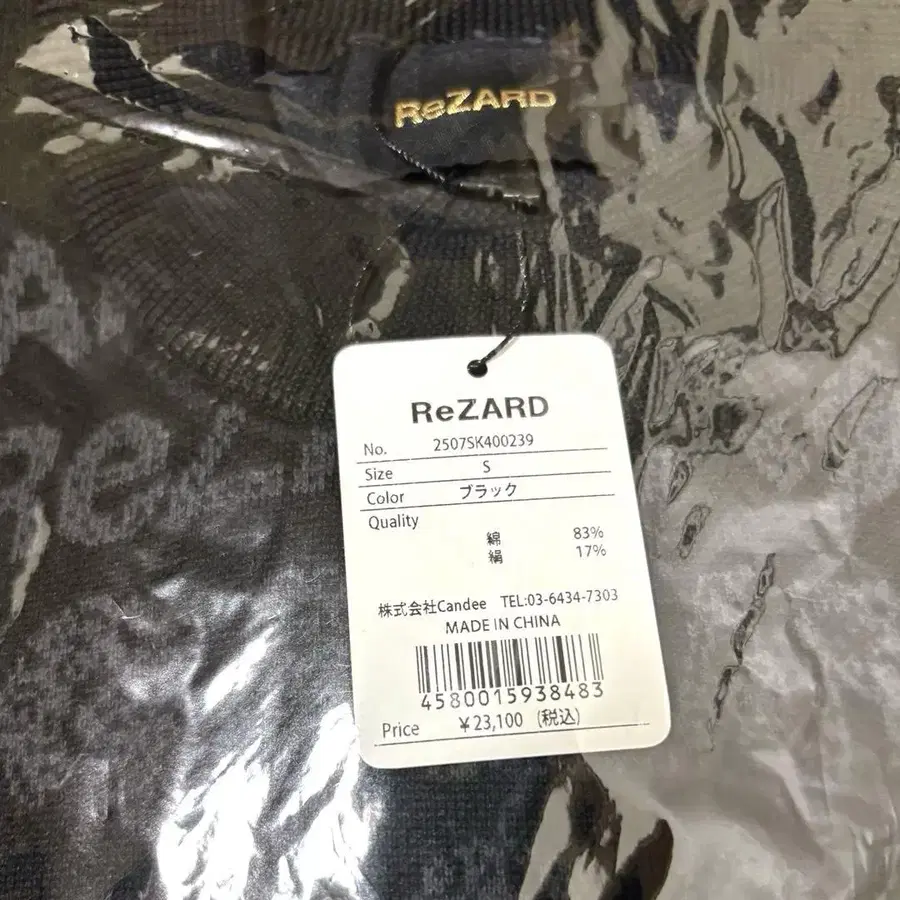 ReZARD
ReZARD
No. 2507SK400239
Size S
Color ブラック
Quality
綿 83%
絹 17%
株式会社Candee TEL:03-6434-7303
MADE IN CHINA
4580015938483
Price ¥23,100 (税込)